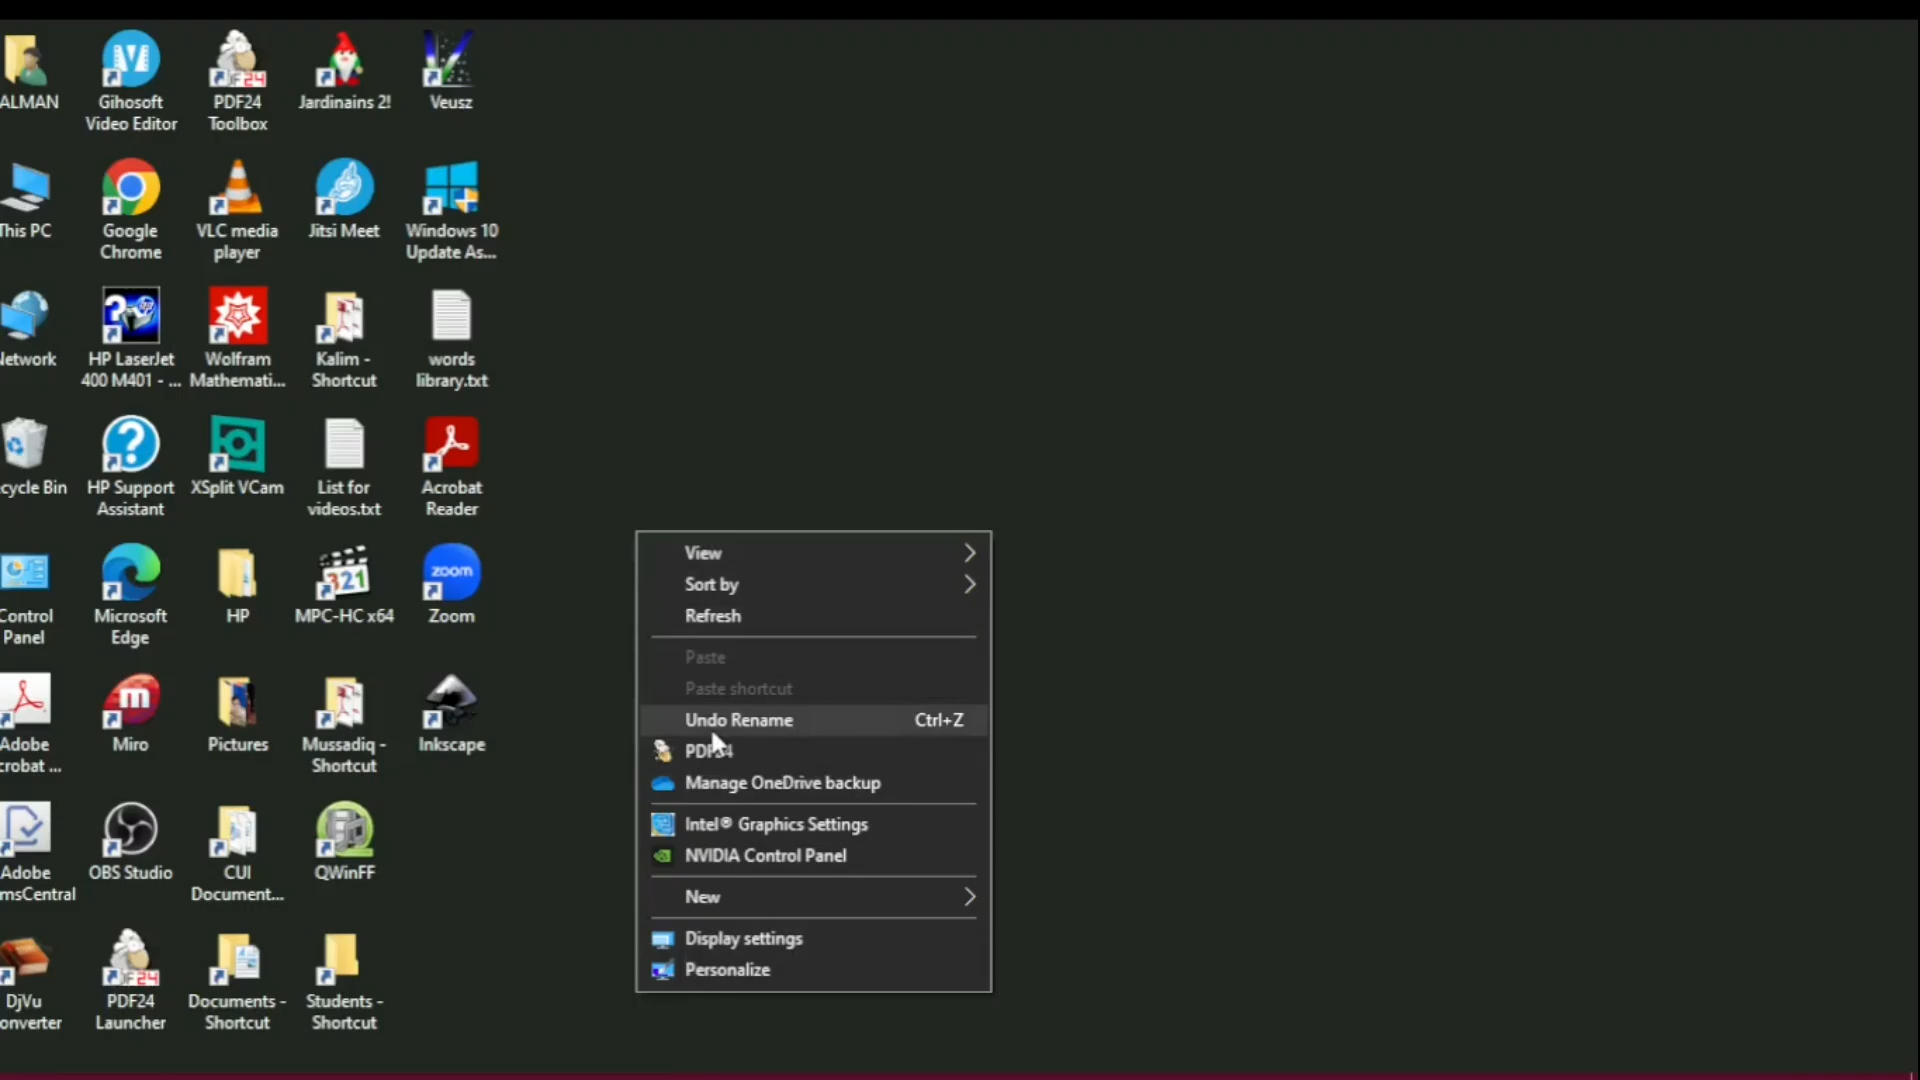 ALMAN
Gihosoft
Video Editor
PDF24
Toolbox
Jardinains 2!
Veusz
This PC
Google
Chrome
VLC media
player
Jitsi Meet
Windows 10
Update As...
Network
HP LaserJet
400 M401 - ...
Wolfram
Mathemati...
Kalim -
Shortcut
words
library.txt
cycle Bin
HP Support
Assistant
XSplit VCam
List for
videos.txt
Acrobat
Reader
Control
Panel
Microsoft
Edge
HP
321
MPC-HC x64
zoom
Zoom
Adobe
crobat ...
Miro
Pictures
Mussadiq -
Shortcut
Inkscape
Adobe
msCentral
OBS Studio
CUI
Document...
QWinFF
DjVu
onverter
PDF24
Launcher
Documents -
Shortcut
Students -
Shortcut
View
Sort by
Refresh
Paste
Paste shortcut
Undo Rename Ctrl+Z
PDF24
Manage OneDrive backup
Intel® Graphics Settings
NVIDIA Control Panel
New
Display settings
Personalize